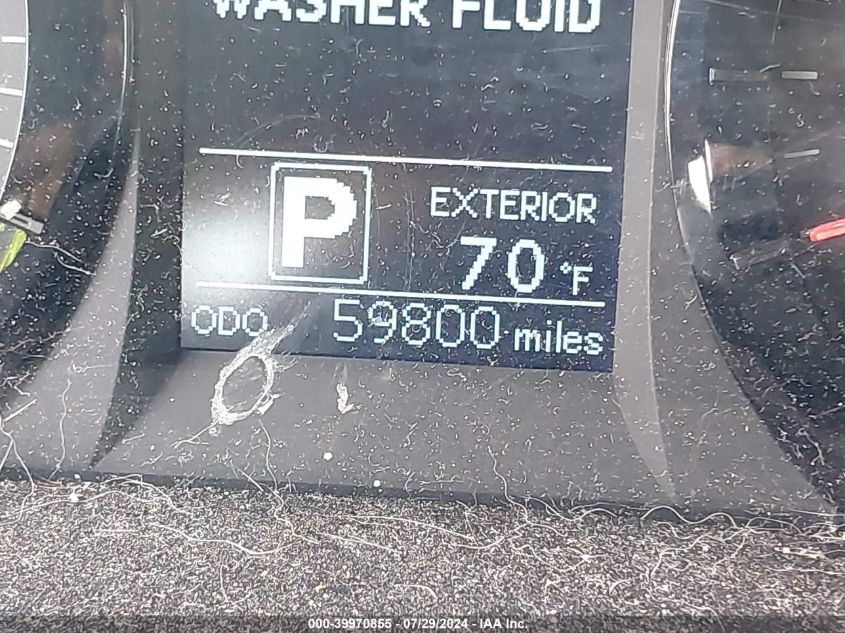 WASHER FLUID
P
EXTERIOR
70 °F
ODO 59800 miles
000-39970855 / 07/29/2024 - IAA Inc.